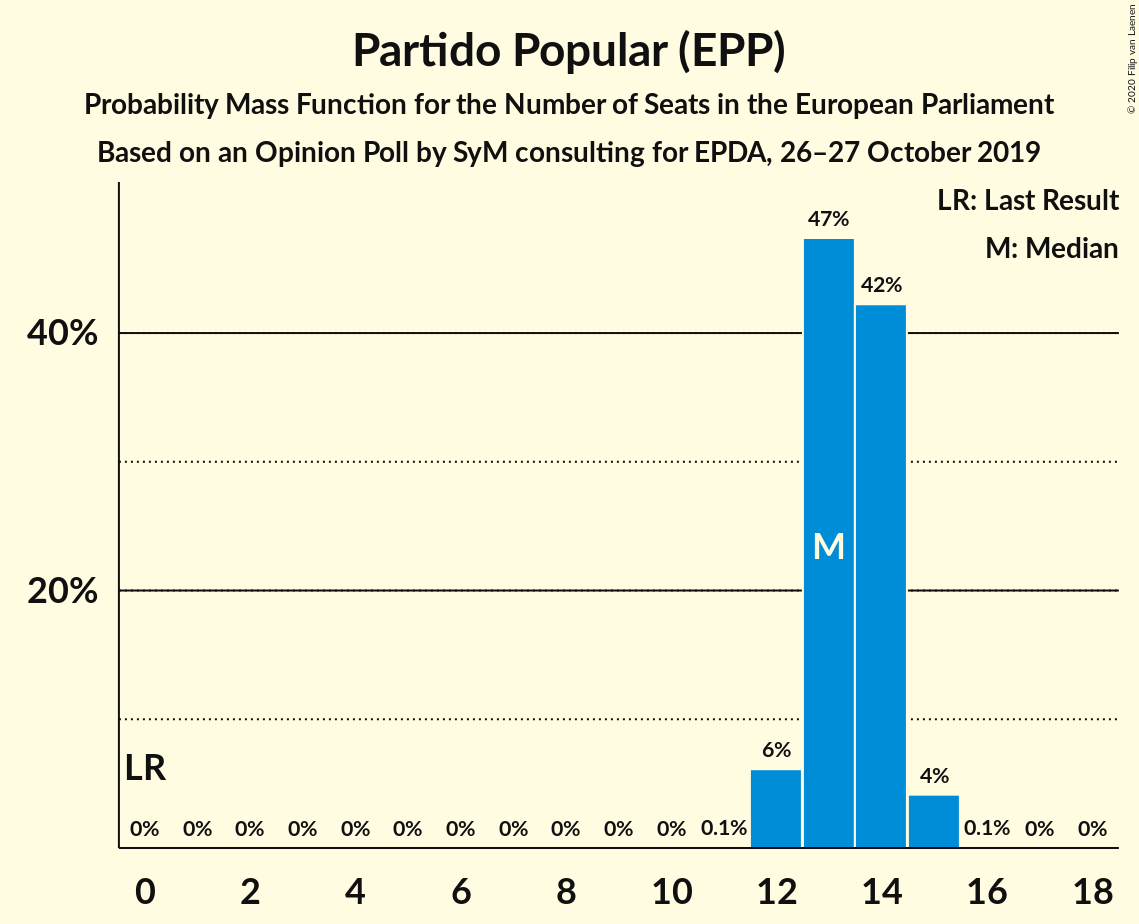 Partido Popular (EPP)
Probability Mass Function for the Number of Seats in the European Parliament
Based on an Opinion Poll by SyM consulting for EPDA, 26–27 October 2019
© 2020 Filip van Laenen
LR: Last Result
M: Median
47%
42%
40%
M
20%
6%
LR
4%
0% 0% 0% 0% 0% 0% 0% 0% 0% 0% 0% 0.1% 0.1% 0% 0%
0 2 4 6 8 10 12 14 16 18